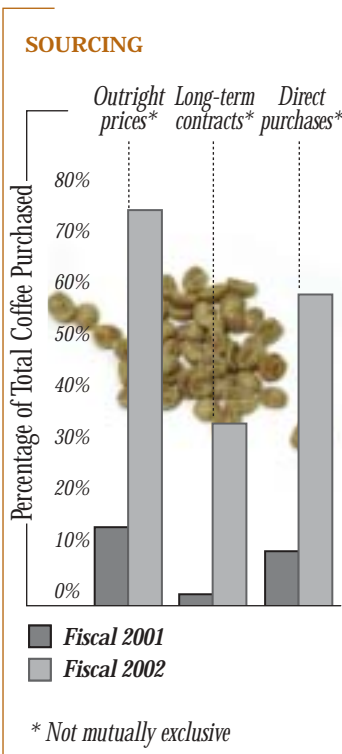 SOURCING
Outright prices*
Long-term contracts*
Direct purchases*
Percentage of Total Coffee Purchased
80%
70%
60%
50%
40%
30%
20%
10%
0%
Fiscal 2001
Fiscal 2002
* Not mutually exclusive